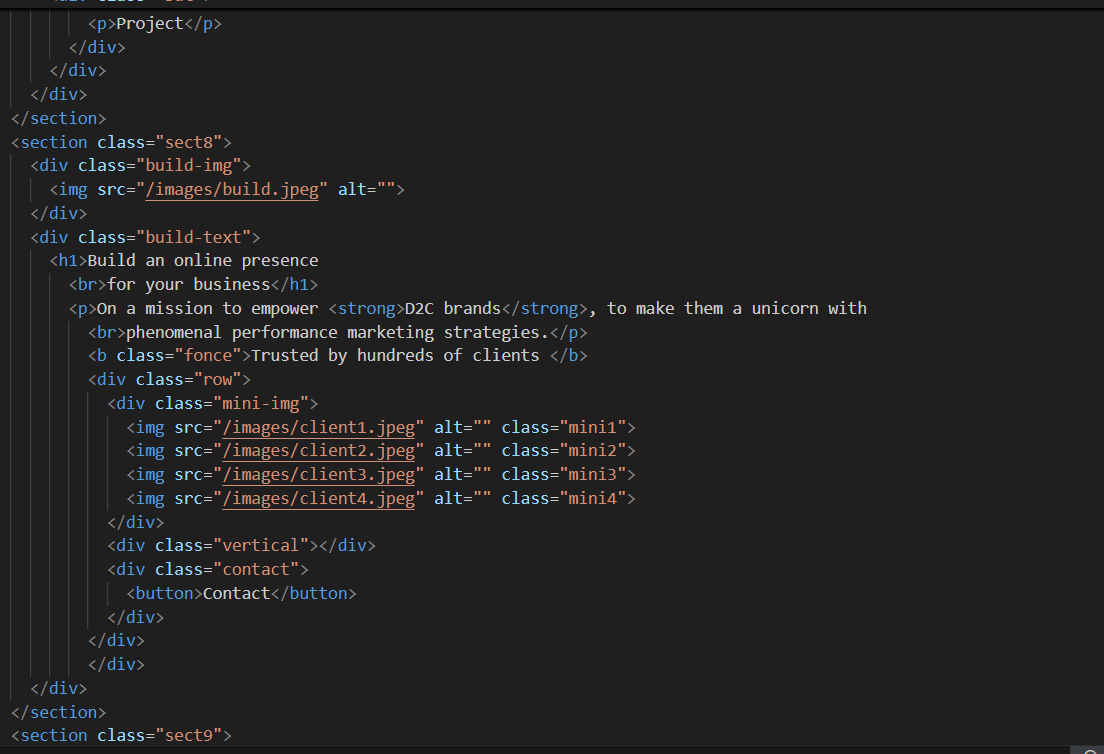 <p>Project</p>
</div>
</div>
</div>
</section>
<section class="sect8">
<div class="build-img">
<img src="/images/build.jpeg" alt="">
</div>
<div class="build-text">
<h1>Build an online presence
<br>for your business</h1>
<p>On a mission to empower <strong>D2C brands</strong>, to make them a unicorn with
<br>phenomenal performance marketing strategies.</p>
<b class="fonce">Trusted by hundreds of clients </b>
<div class="row">
<div class="mini-img">
<img src="/images/client1.jpeg" alt="" class="mini1">
<img src="/images/client2.jpeg" alt="" class="mini2">
<img src="/images/client3.jpeg" alt="" class="mini3">
<img src="/images/client4.jpeg" alt="" class="mini4">
</div>
<div class="vertical"></div>
<div class="contact">
<button>Contact</button>
</div>
</div>
</div>
</div>
</section>
<section class="sect9">